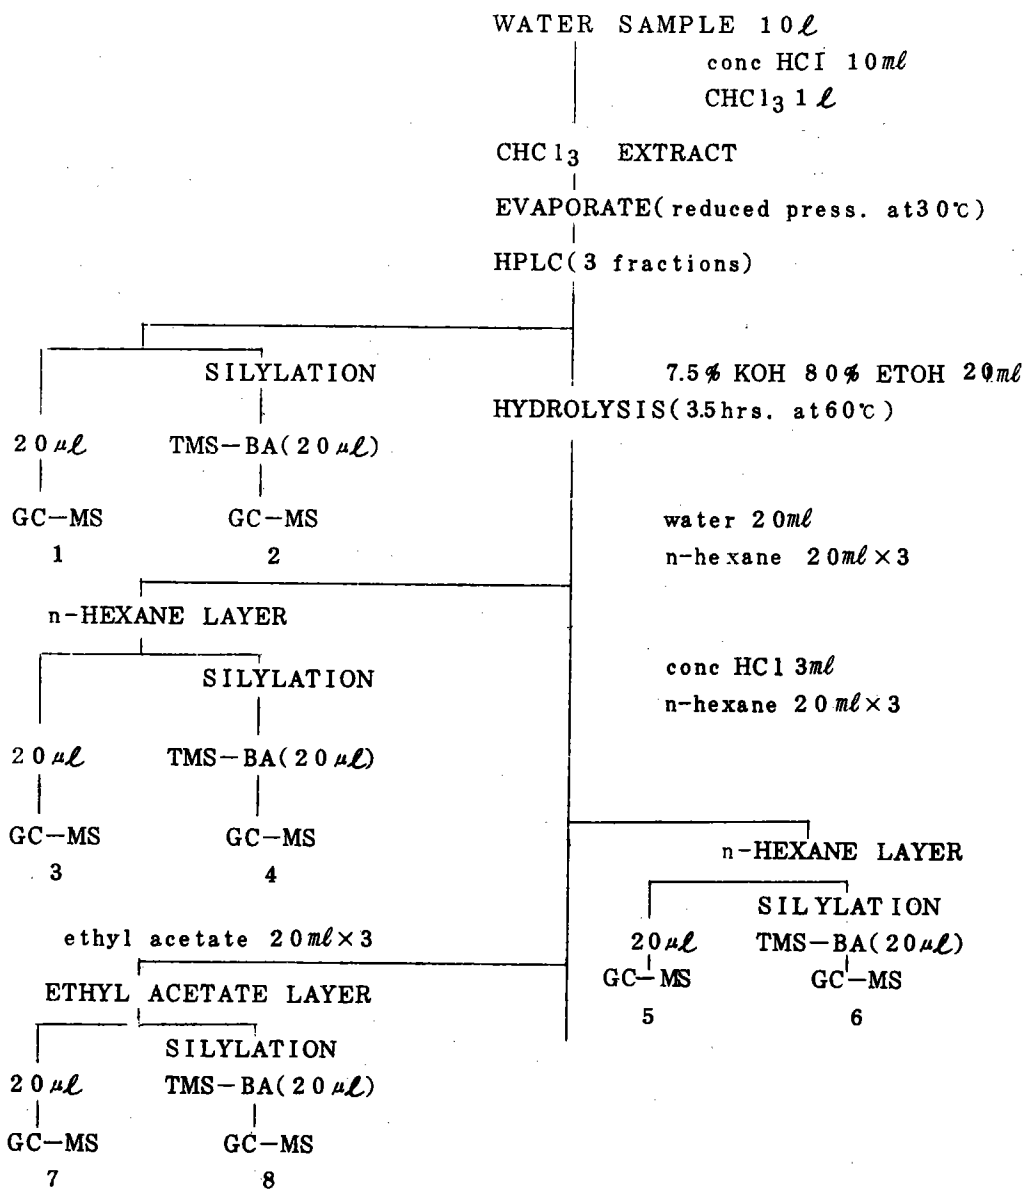 WATER SAMPLE 10ℓ
conc HCl 10mℓ
CHCl3 1ℓ
CHCl3 EXTRACT
EVAPORATE(reduced press. at30℃)
HPLC(3 fractions)
SILYLATION
7.5% KOH 80% ETOH 20mℓ
HYDROLYSIS(3.5hrs. at60℃)
20μℓ TMS-BA(20μℓ)
GC-MS GC-MS
1 2
water 20mℓ
n-hexane 20mℓ×3
n-HEXANE LAYER
SILYLATION
conc HCl 3mℓ
n-hexane 20mℓ×3
20μℓ TMS-BA(20μℓ)
GC-MS GC-MS
3 4
n-HEXANE LAYER
SILYLATION
20μℓ TMS-BA(20μℓ)
GC-MS GC-MS
5 6
ethyl acetate 20mℓ×3
ETHYL ACETATE LAYER
SILYLATION
20μℓ TMS-BA(20μℓ)
GC-MS GC-MS
7 8